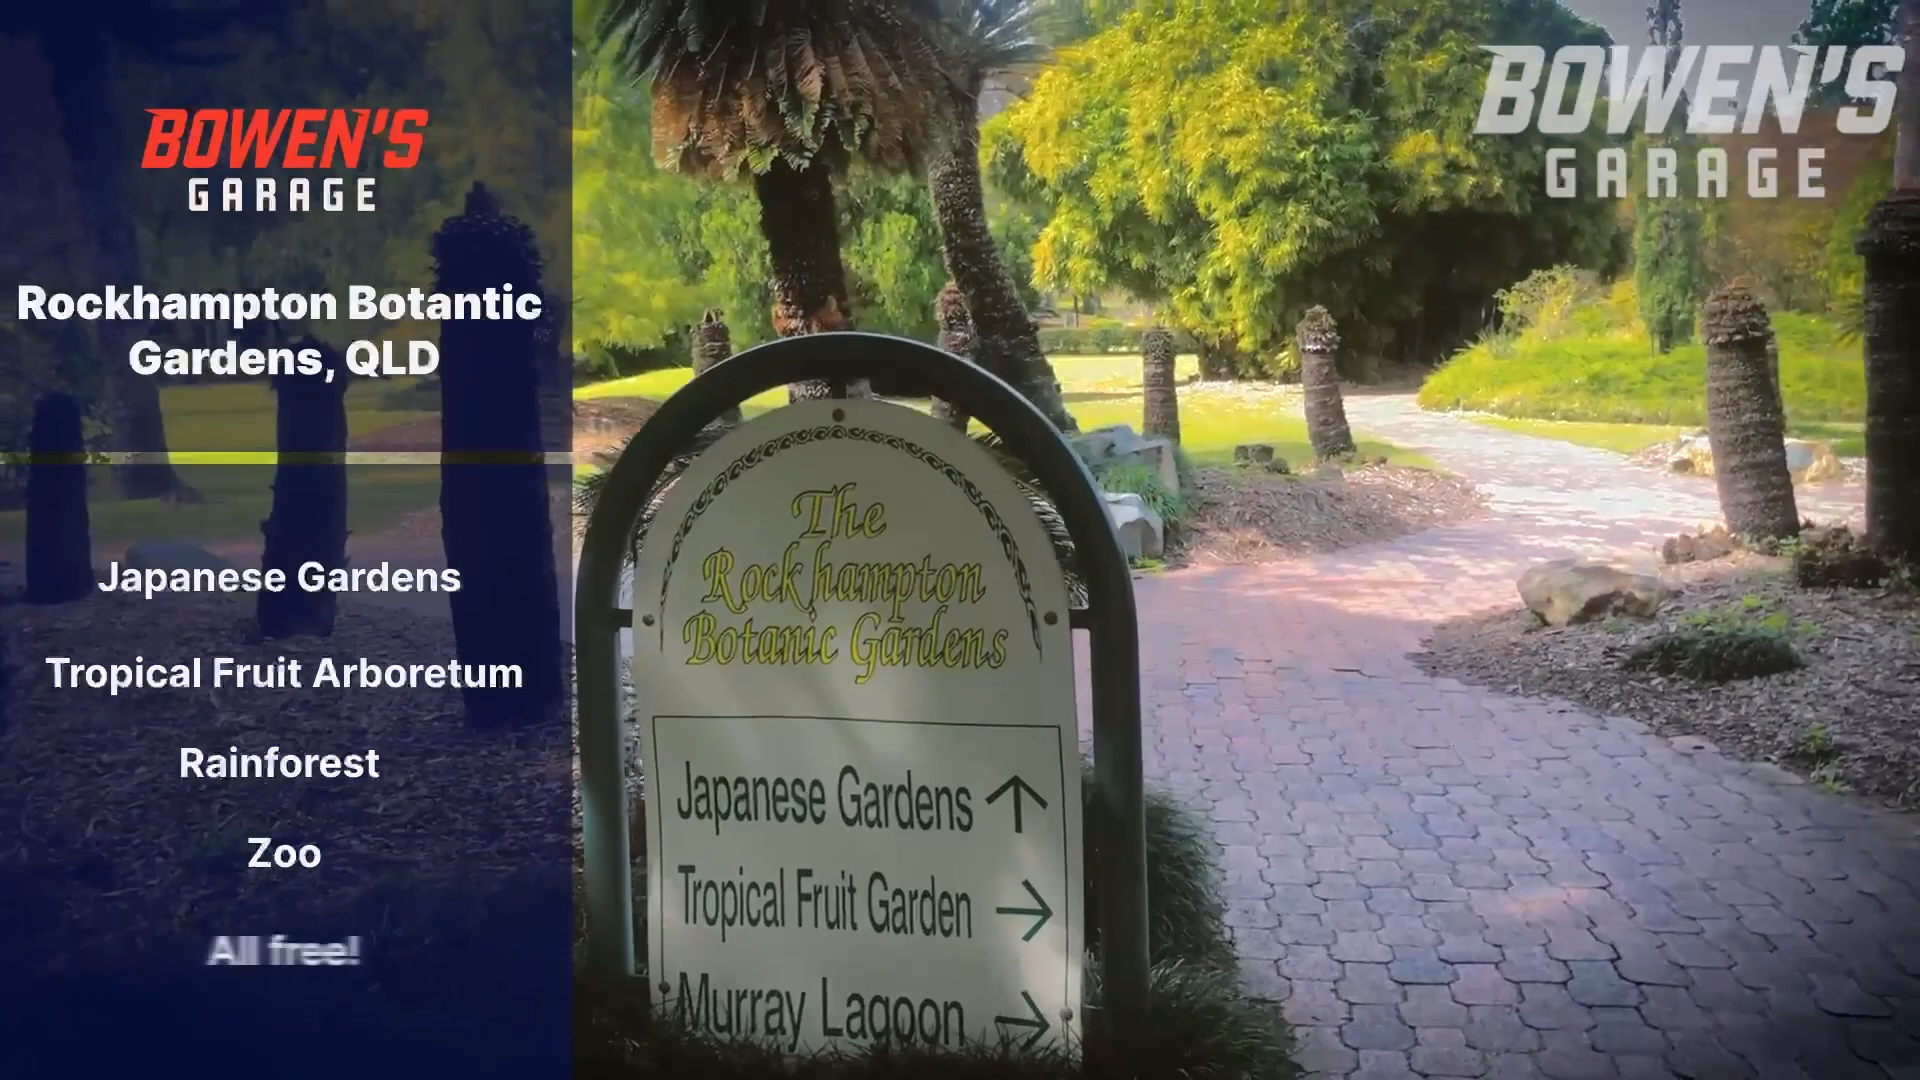 BOWEN'S
GARAGE
Rockhampton Botantic
Gardens, QLD
Japanese Gardens
Tropical Fruit Arboretum
Rainforest
Zoo
All free!
BOWEN'S
GARAGE
The
Rockhampton
Botanic Gardens
Japanese Gardens
Tropical Fruit Garden
Murray Lagoon